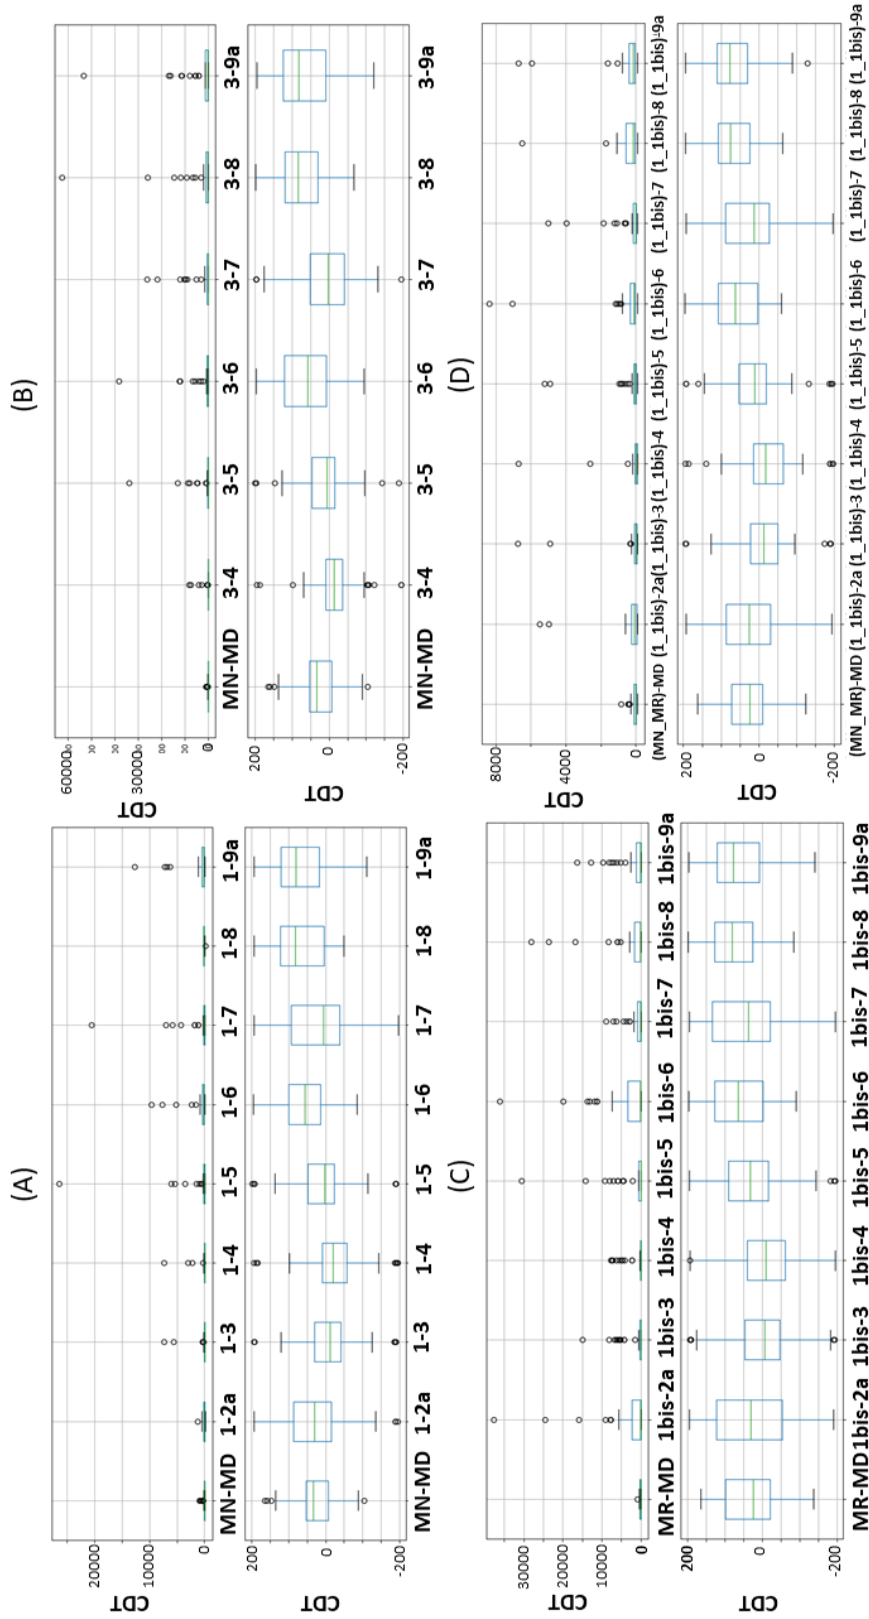 (A)
CDT
20000
10000
0
MN-MD 1-2a 1-3 1-4 1-5 1-6 1-7 1-8 1-9a
CDT
200
0
-200
MN-MD 1-2a 1-3 1-4 1-5 1-6 1-7 1-8 1-9a
(B)
CDT
60000
30000
0
MN-MD 3-4 3-5 3-6 3-7 3-8 3-9a
CDT
200
0
-200
MN-MD 3-4 3-5 3-6 3-7 3-8 3-9a
(C)
CDT
30000
10000
0
MR-MD 1bis-2a 1bis-3 1bis-4 1bis-5 1bis-6 1bis-7 1bis-8 1bis-9a
CDT
200
0
-200
MR-MD 1bis-2a 1bis-3 1bis-4 1bis-5 1bis-6 1bis-7 1bis-8 1bis-9a
(D)
CDT
8000
4000
0
(MN_MR)-MD (1_1bis)-2a (1_1bis)-3 (1_1bis)-4 (1_1bis)-5 (1_1bis)-6 (1_1bis)-7 (1_1bis)-8 (1_1bis)-9a
CDT
200
0
-200
(MN_MR)-MD (1_1bis)-2a (1_1bis)-3 (1_1bis)-4 (1_1bis)-5 (1_1bis)-6 (1_1bis)-7 (1_1bis)-8 (1_1bis)-9a